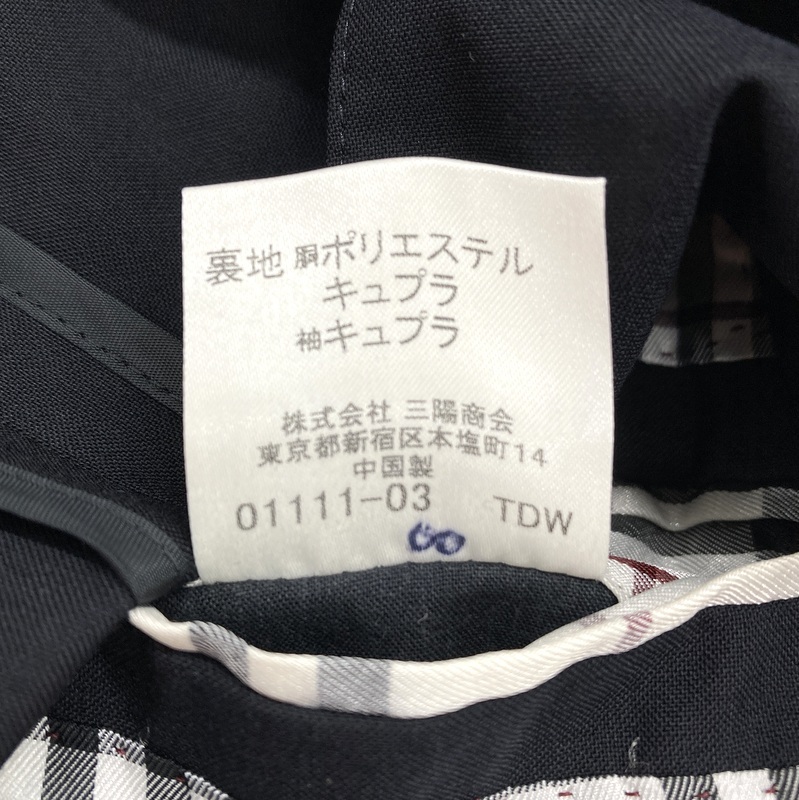 裏地 胴ポリエステル
キュプラ
袖キュプラ
株式会社 三陽商会
東京都新宿区本塩町14
中国製
01111-03 TDW